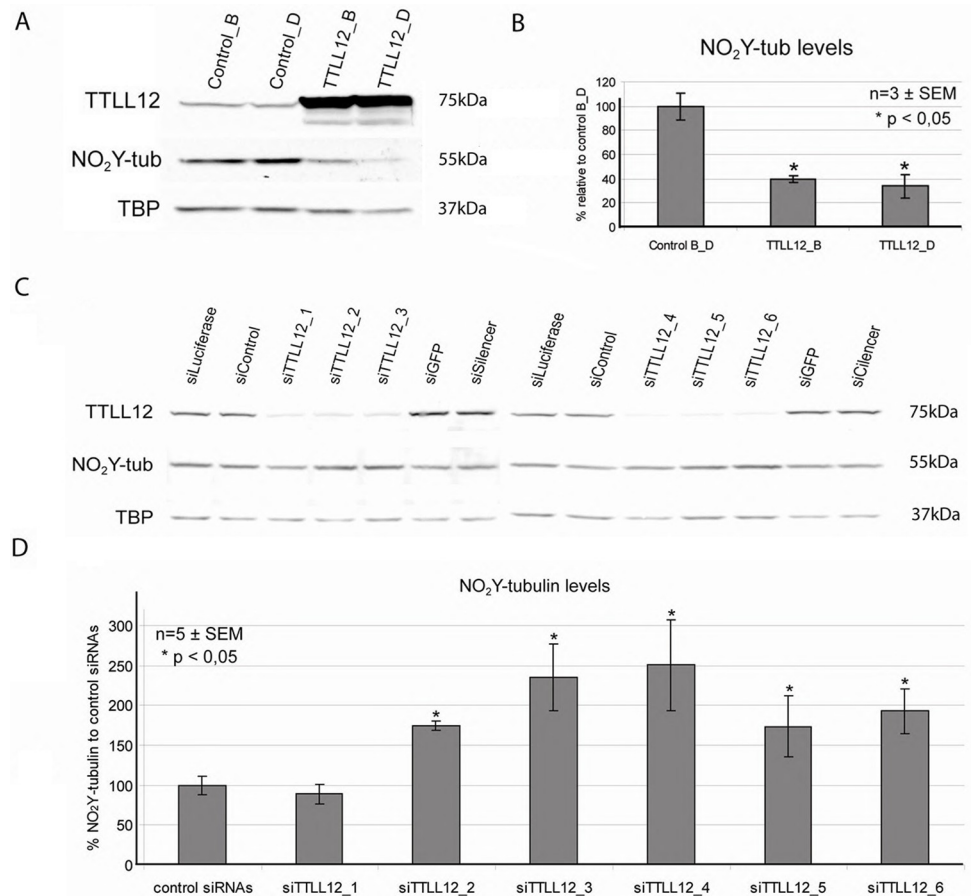 A
Control_B
Control_D
TTLL12_B
TTLL12_D
TTLL12
75kDa
NO₂Y-tub
55kDa
TBP
37kDa
B
NO₂Y-tub levels
n=3 ± SEM
* p < 0,05
% relative to control B_D
120
100
80
60
40
20
0
*
*
Control B_D
TTLL12_B
TTLL12_D
C
siLuciferase
siControl
siTTLL12_1
siTTLL12_2
siTTLL12_3
siGFP
siSilencer
siLuciferase
siControl
siTTLL12_4
siTTLL12_5
siTTLL12_6
siGFP
siCilencer
TTLL12
75kDa
NO₂Y-tub
55kDa
TBP
37kDa
D
NO₂Y-tubulin levels
n=5 ± SEM
* p < 0,05
% NO₂Y-tubulin to control siRNAs
300
250
200
150
100
50
0
*
*
*
*
*
control siRNAs
siTTLL12_1
siTTLL12_2
siTTLL12_3
siTTLL12_4
siTTLL12_5
siTTLL12_6